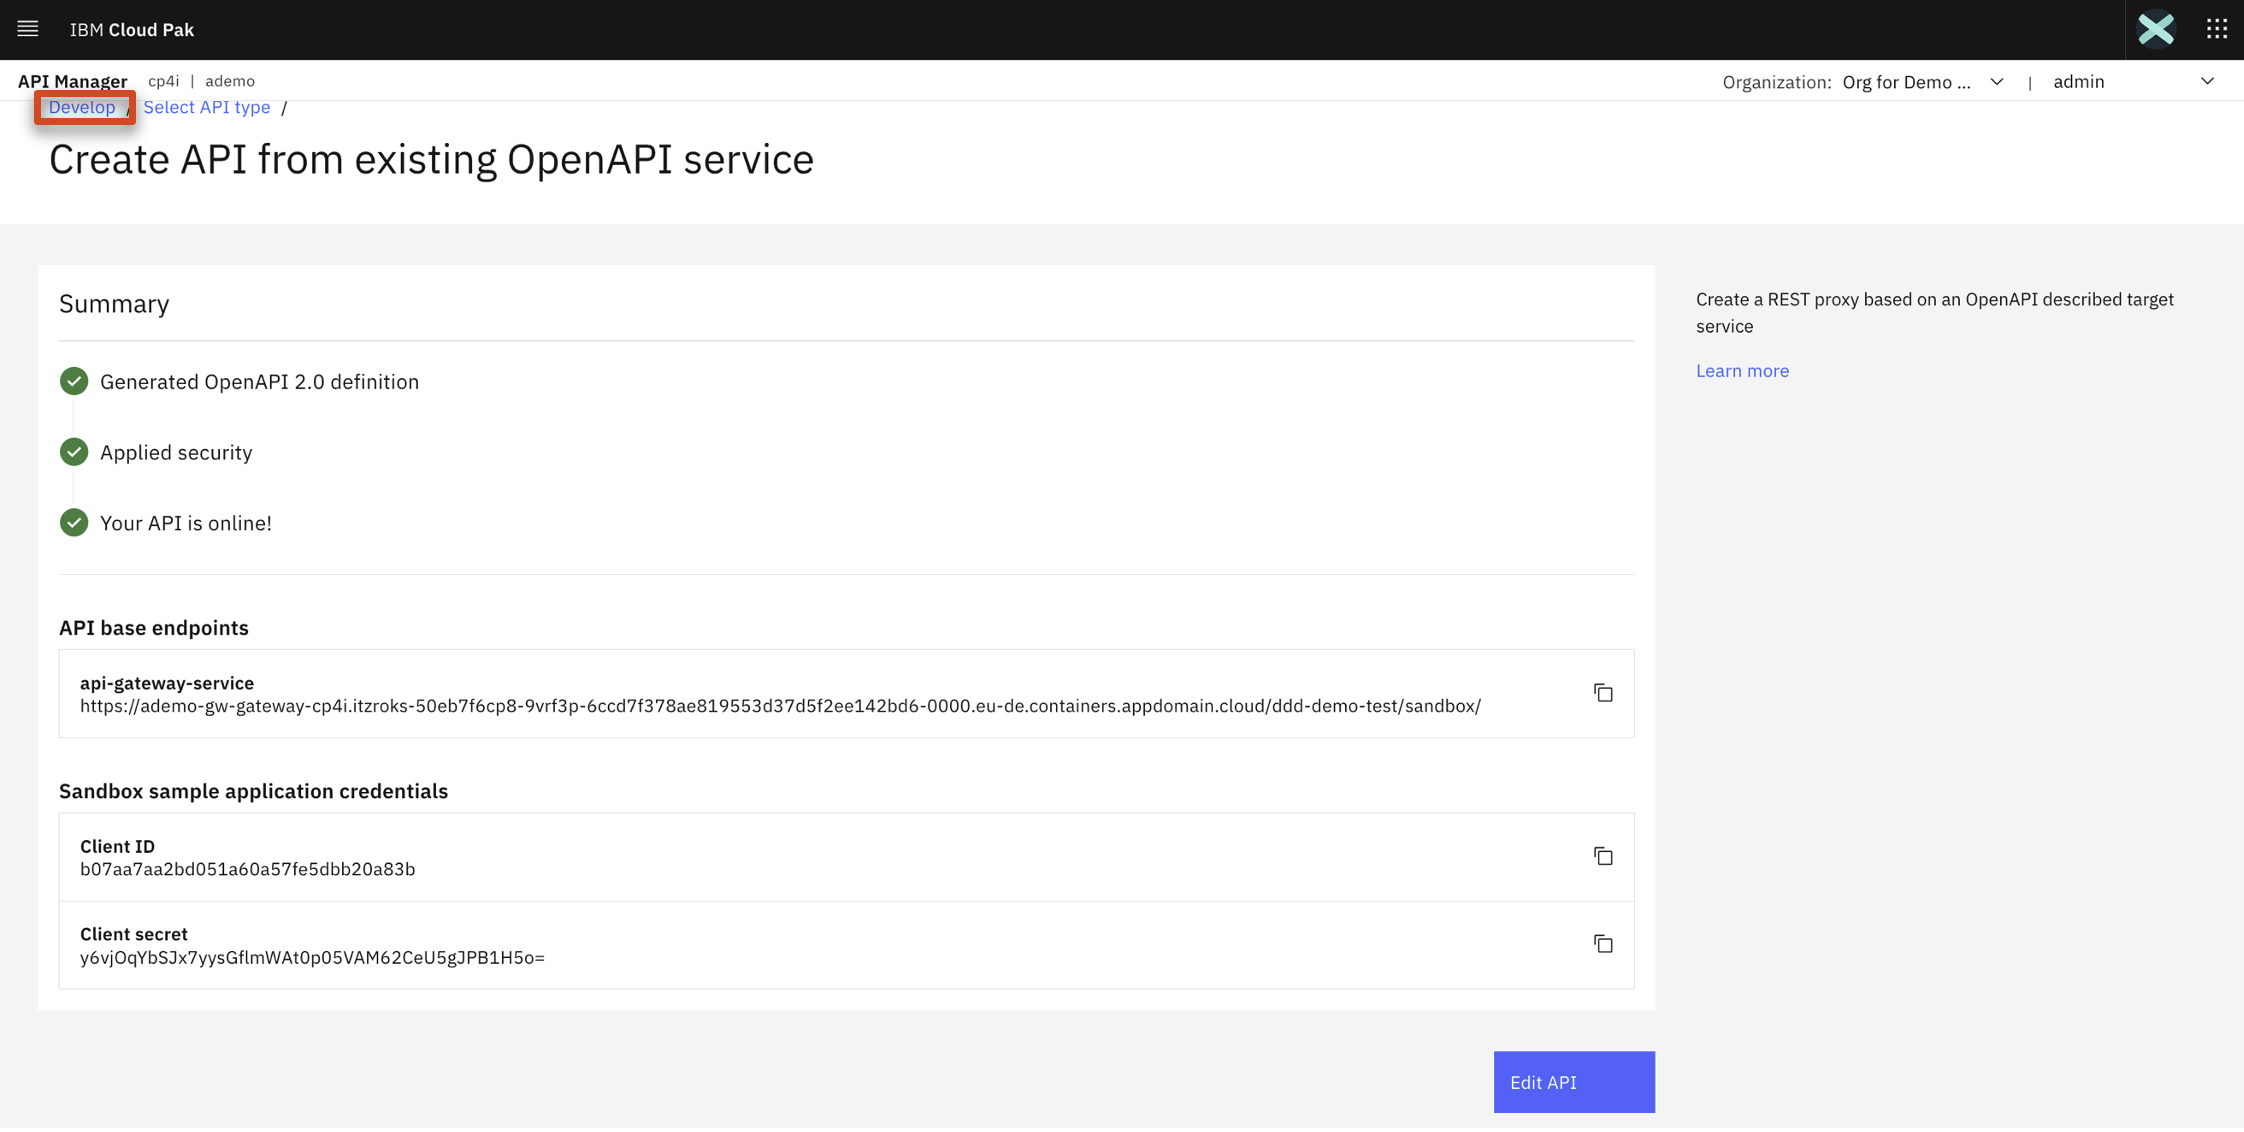 IBM Cloud Pak
API Manager cp4i | ademo Organization: Org for Demo ... | admin
Develop / Select API type /
Create API from existing OpenAPI service
Summary
Generated OpenAPI 2.0 definition
Applied security
Your API is online!
API base endpoints
api-gateway-service
https://ademo-gw-gateway-cp4i.itzroks-50eb7f6cp8-9vrf3p-6ccd7f378ae819553d37d5f2ee142bd6-0000.eu-de.containers.appdomain.cloud/ddd-demo-test/sandbox/
Sandbox sample application credentials
Client ID
b07aa7aa2bd051a60a57fe5dbb20a83b
Client secret
y6vjOqYbSJx7yysGflmWAt0p05VAM62CeU5gJPB1H5o=
Create a REST proxy based on an OpenAPI described target
service
Learn more
Edit API